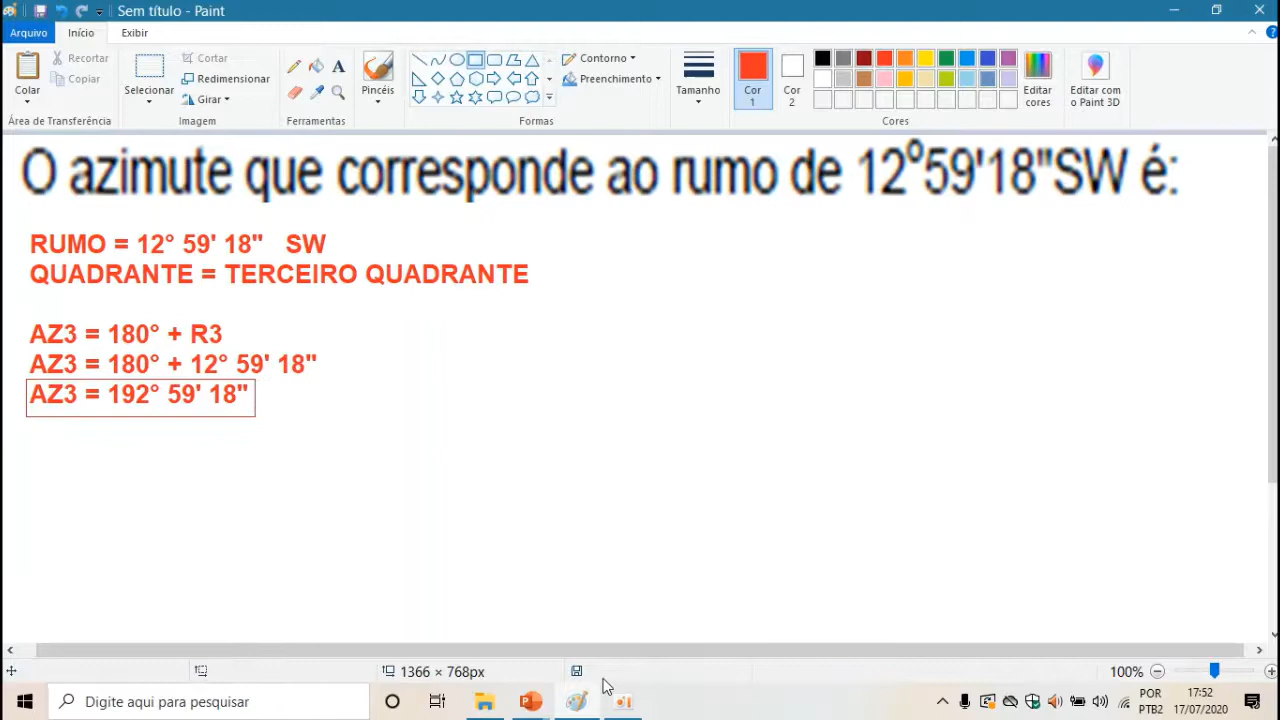 Sem título - Paint
Arquivo Início Exibir
Colar
Recortar
Copiar
Área de Transferência
Selecionar
Cortar
Redimensionar
Girar
Imagem
A
Ferramentas
Pincéis
Contorno
Preenchimento
Formas
Tamanho
Cor 1
Cor 2
Editar cores
Editar com o Paint 3D
Cores
O azimute que corresponde ao rumo de 12º59'18"SW é:
RUMO = 12° 59' 18" SW
QUADRANTE = TERCEIRO QUADRANTE
AZ3 = 180° + R3
AZ3 = 180° + 12° 59' 18"
AZ3 = 192° 59' 18"
1366 × 768px
100%
Digite aqui para pesquisar
POR
PTB2
17:52
17/07/2020